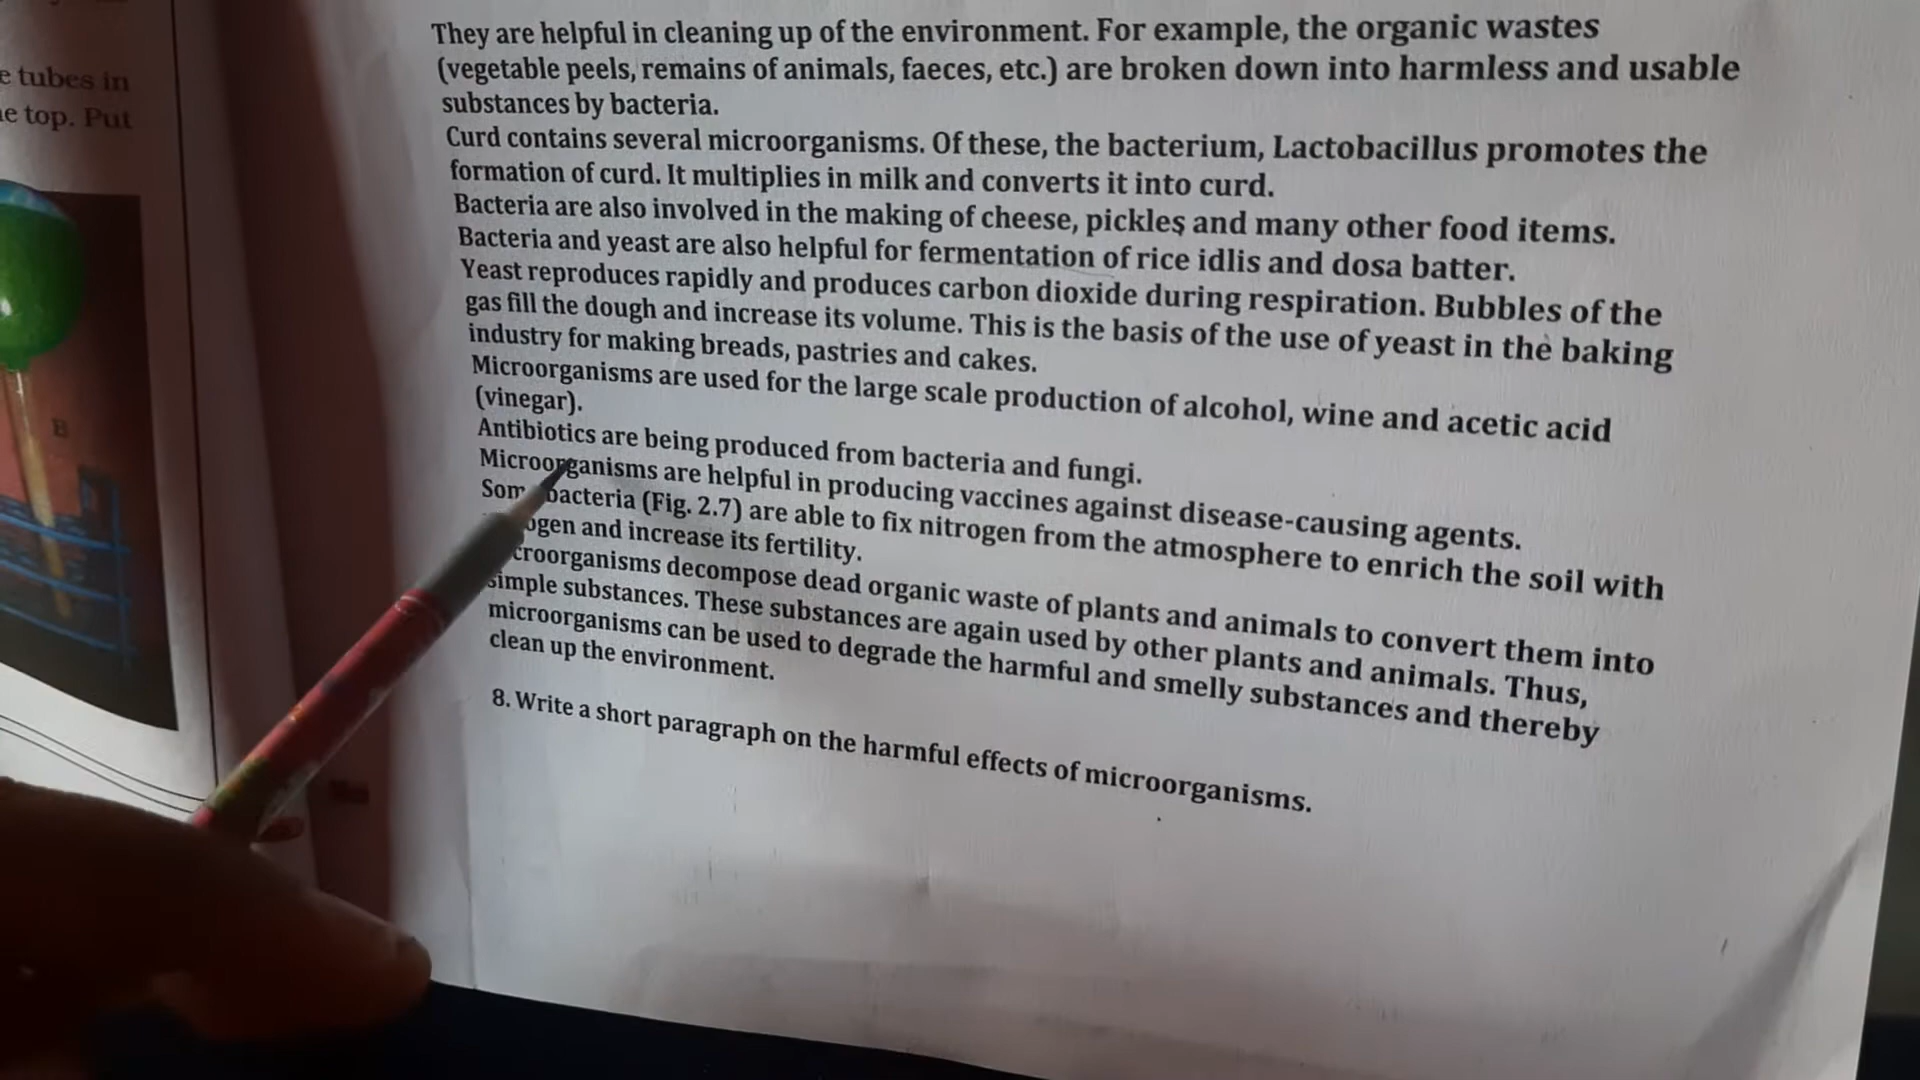 e tubes in
e top. Put
B
They are helpful in cleaning up of the environment. For example, the organic wastes
(vegetable peels, remains of animals, faeces, etc.) are broken down into harmless and usable
substances by bacteria.
Curd contains several microorganisms. Of these, the bacterium, Lactobacillus promotes the
formation of curd. It multiplies in milk and converts it into curd.
Bacteria are also involved in the making of cheese, pickles and many other food items.
Bacteria and yeast are also helpful for fermentation of rice idlis and dosa batter.
Yeast reproduces rapidly and produces carbon dioxide during respiration. Bubbles of the
gas fill the dough and increase its volume. This is the basis of the use of yeast in the baking
industry for making breads, pastries and cakes.
Microorganisms are used for the large scale production of alcohol, wine and acetic acid
(vinegar).
Antibiotics are being produced from bacteria and fungi.
Microorganisms are helpful in producing vaccines against disease-causing agents.
Som bacteria (Fig. 2.7) are able to fix nitrogen from the atmosphere to enrich the soil with
ogen and increase its fertility.
croorganisms decompose dead organic waste of plants and animals to convert them into
simple substances. These substances are again used by other plants and animals. Thus,
microorganisms can be used to degrade the harmful and smelly substances and thereby
clean up the environment.
8. Write a short paragraph on the harmful effects of microorganisms.